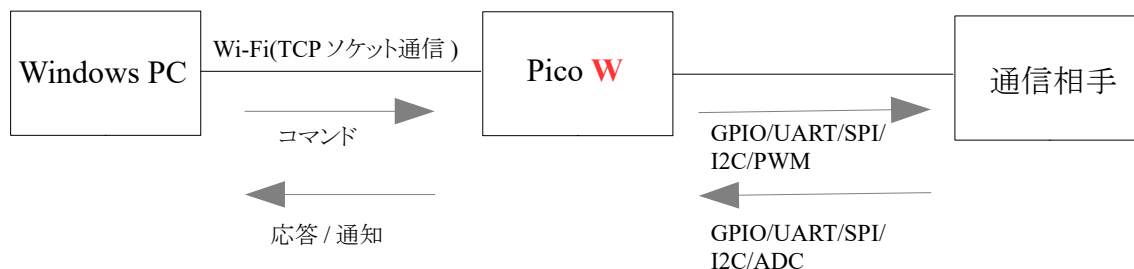 Windows PC
Wi-Fi(TCP ソケット通信 )
Pico W
通信相手
コマンド
GPIO/UART/SPI/
I2C/PWM
応答 / 通知
GPIO/UART/SPI/
I2C/ADC